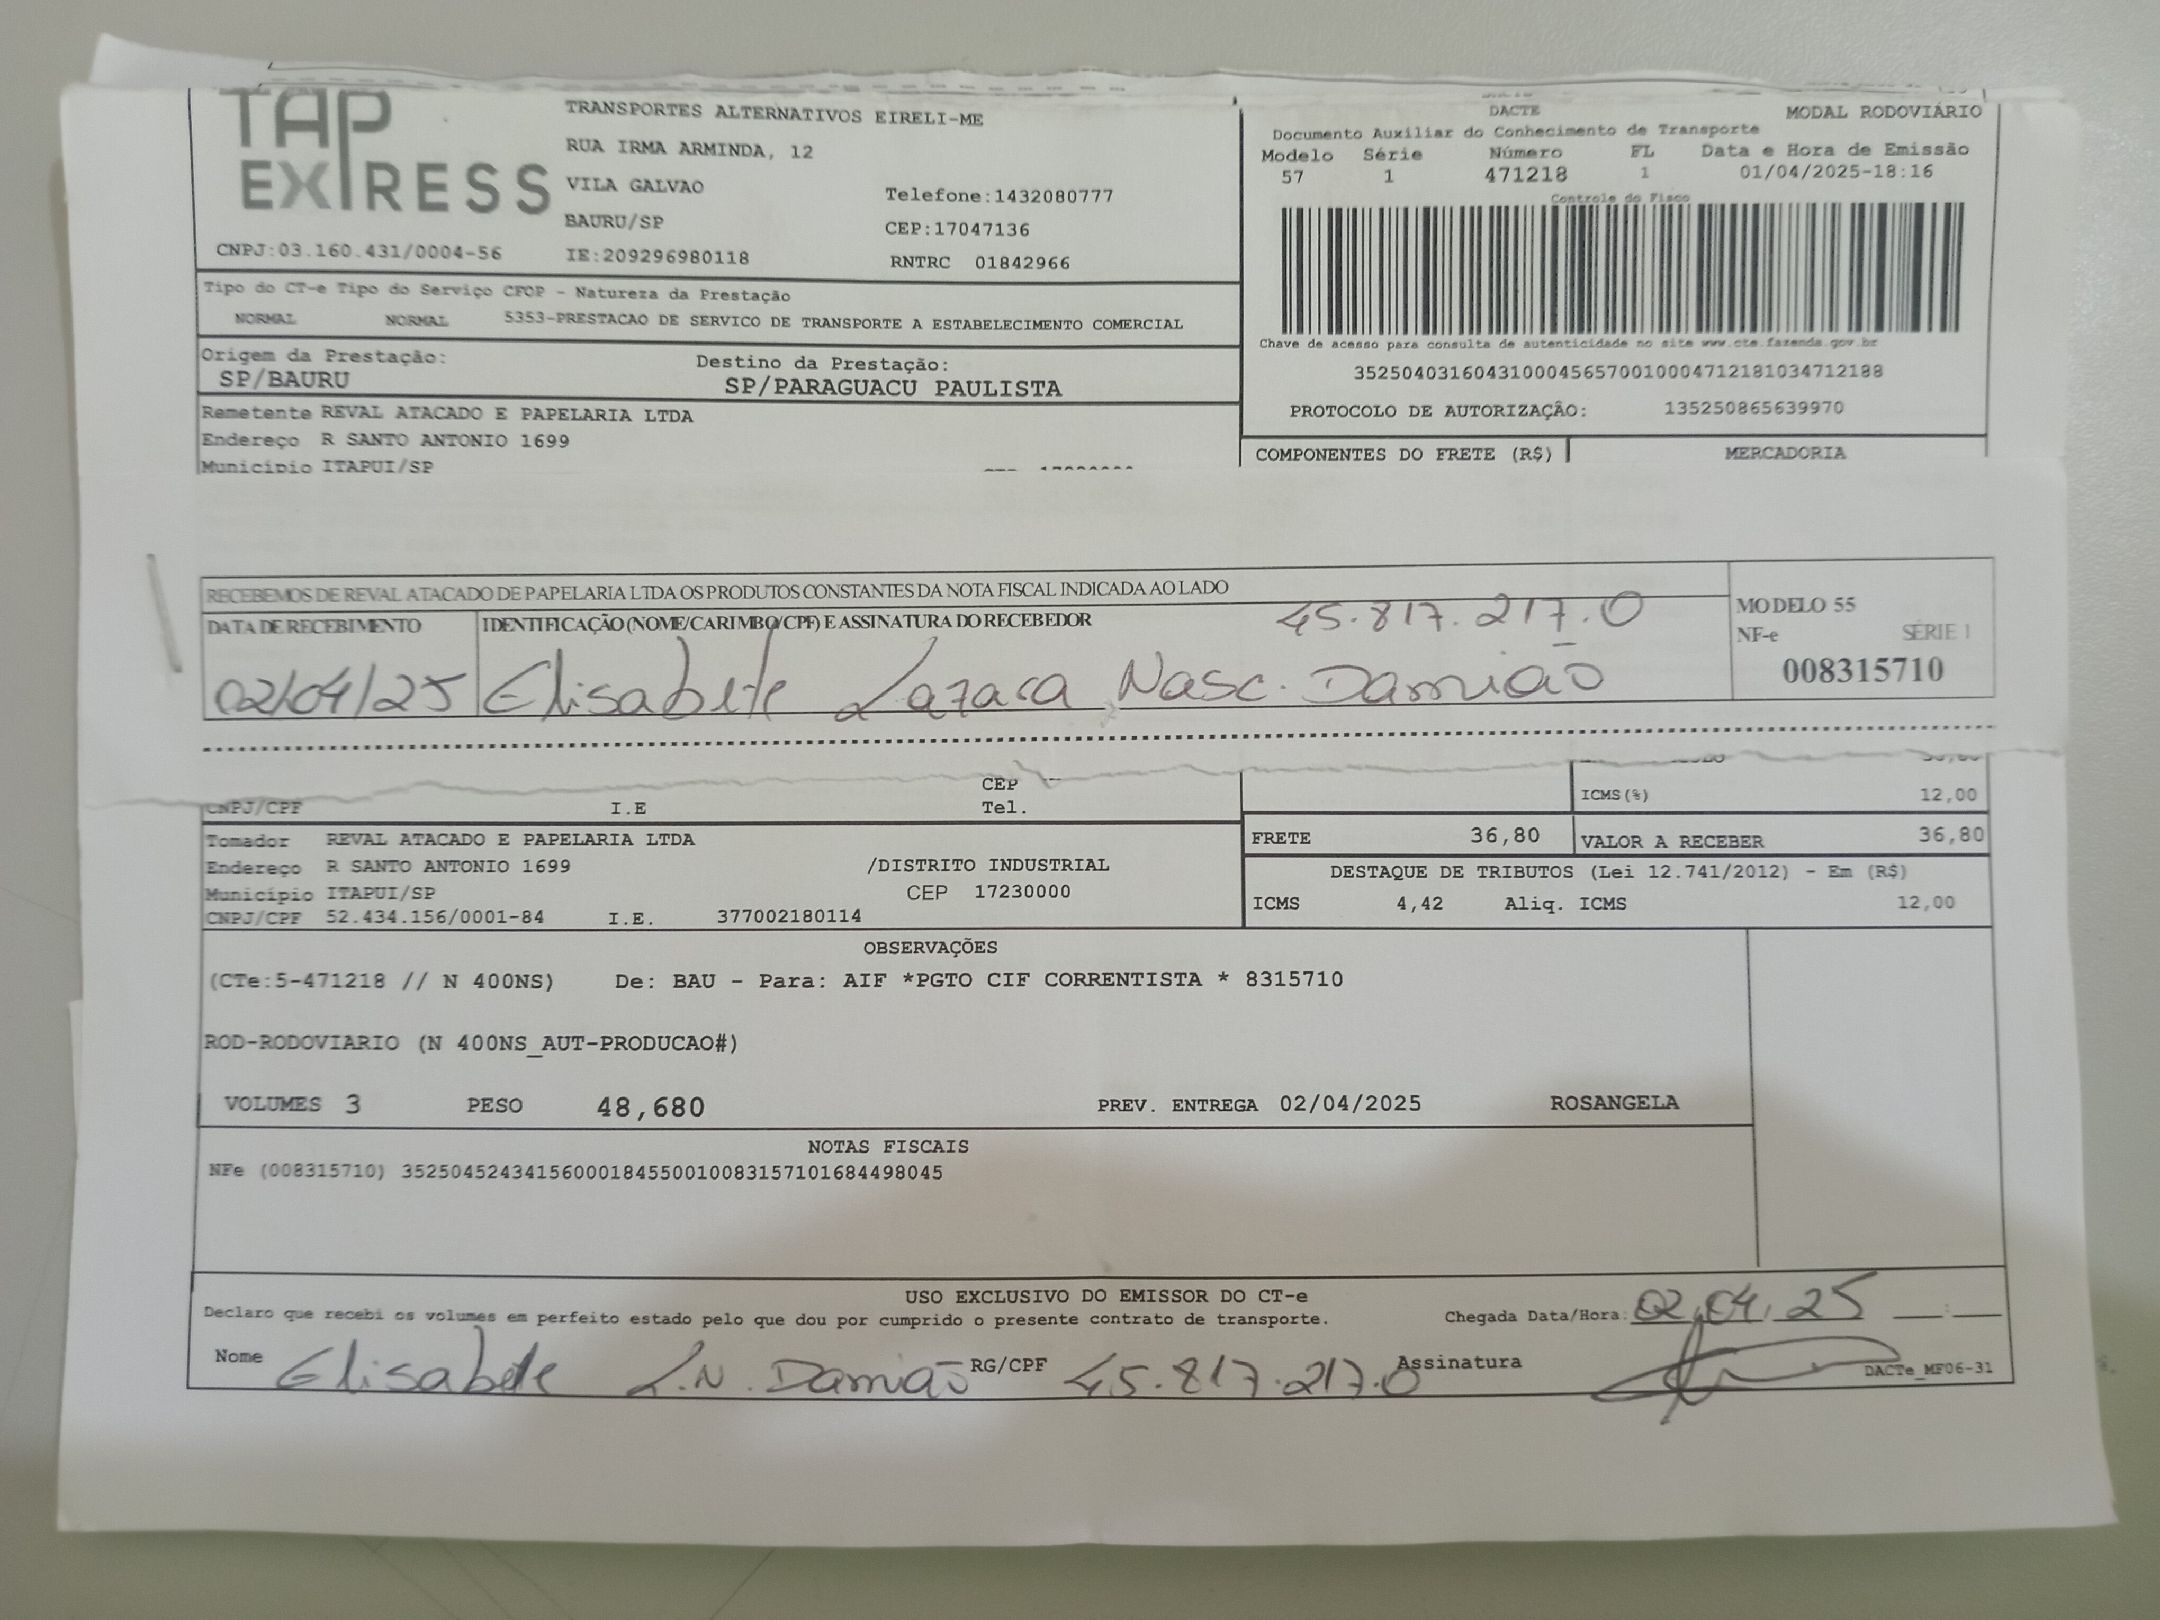 TAP EXPRESS
TRANSPORTES ALTERNATIVOS EIRELI-ME
RUA IRMA ARMINDA, 12
VILA GALVAO Telefone:1432080777
BAURU/SP CEP:17047136
CNPJ:03.160.431/0004-56 IE:209296980118 RNTRC 01842966
DACTE MODAL RODOVIÁRIO
Documento Auxiliar do Conhecimento de Transporte
Modelo Série Número FL Data e Hora de Emissão
57 1 471218 1 01/04/2025-18:16
Controle do Fisco
Chave de acesso para consulta de autenticidade no site www.cte.fazenda.gov.br
35250403160431000456570010004712181034712188
PROTOCOLO DE AUTORIZAÇÃO: 135250865639970
Tipo do CT-e Tipo do Serviço CFOP - Natureza da Prestação
NORMAL NORMAL 5353-PRESTACAO DE SERVICO DE TRANSPORTE A ESTABELECIMENTO COMERCIAL
Origem da Prestação: Destino da Prestação:
SP/BAURU SP/PARAGUACU PAULISTA
Remetente REVAL ATACADO E PAPELARIA LTDA
Endereço R SANTO ANTONIO 1699
Município ITAPUI/SP
COMPONENTES DO FRETE (R$) MERCADORIA
RECEBEMOS DE REVAL ATACADO DE PAPELARIA LTDA OS PRODUTOS CONSTANTES DA NOTA FISCAL INDICADA AO LADO
DATA DE RECEBIMENTO IDENTIFICAÇÃO (NOME/CARIMBO/CPF) E ASSINATURA DO RECEBEDOR 45.817.217.0
02/04/25 Elisabete Lazara Nasc. Damião
MODELO 55
NF-e SÉRIE 1
008315710
CEP
CNPJ/CPF I.E Tel.
ICMS(%) 12,00
Tomador REVAL ATACADO E PAPELARIA LTDA
Endereço R SANTO ANTONIO 1699 /DISTRITO INDUSTRIAL
Município ITAPUI/SP CEP 17230000
CNPJ/CPF 52.434.156/0001-84 I.E. 377002180114
FRETE 36,80 VALOR A RECEBER 36,80
DESTAQUE DE TRIBUTOS (Lei 12.741/2012) - Em (R$)
ICMS 4,42 Aliq. ICMS 12,00
OBSERVAÇÕES
(CTe:5-471218 // N 400NS) De: BAU - Para: AIF *PGTO CIF CORRENTISTA * 8315710
ROD-RODOVIARIO (N 400NS_AUT-PRODUCAO#)
VOLUMES 3 PESO 48,680 PREV. ENTREGA 02/04/2025 ROSANGELA
NOTAS FISCAIS
NFe (008315710) 35250452434156000184550010083157101684498045
USO EXCLUSIVO DO EMISSOR DO CT-e
Declaro que recebi os volumes em perfeito estado pelo que dou por cumprido o presente contrato de transporte. Chegada Data/Hora: 02.04.25 __:__
Nome Elisabete L.N. Damião RG/CPF 45.817.217.0 Assinatura DACTe_MF06-31